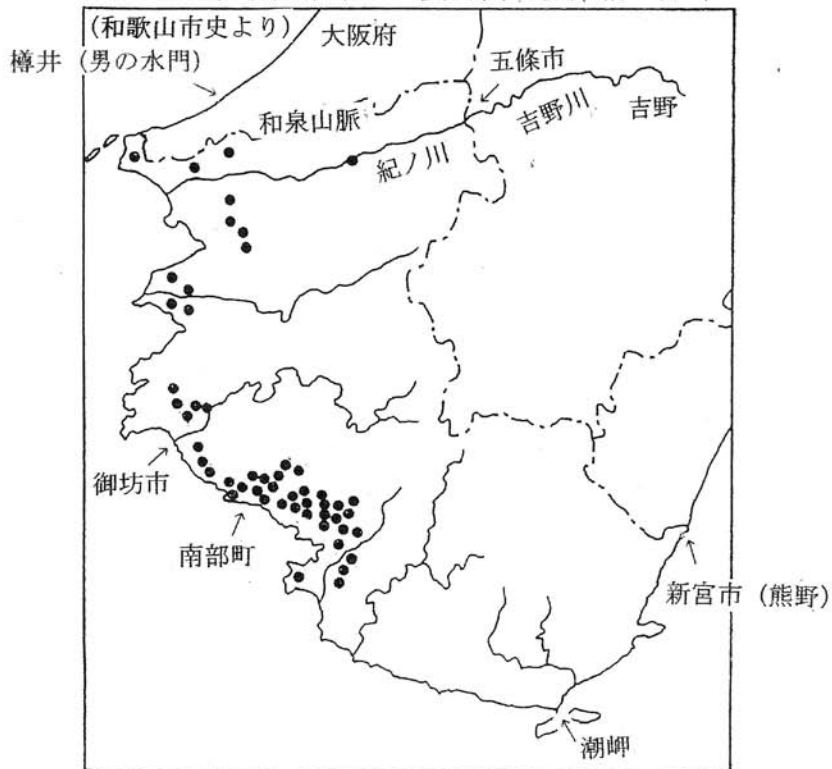 (和歌山市史より)
大阪府
樽井(男の水門)
五條市
和泉山脈
吉野川
吉野
紀ノ川
御坊市
南部町
新宮市(熊野)
潮岬